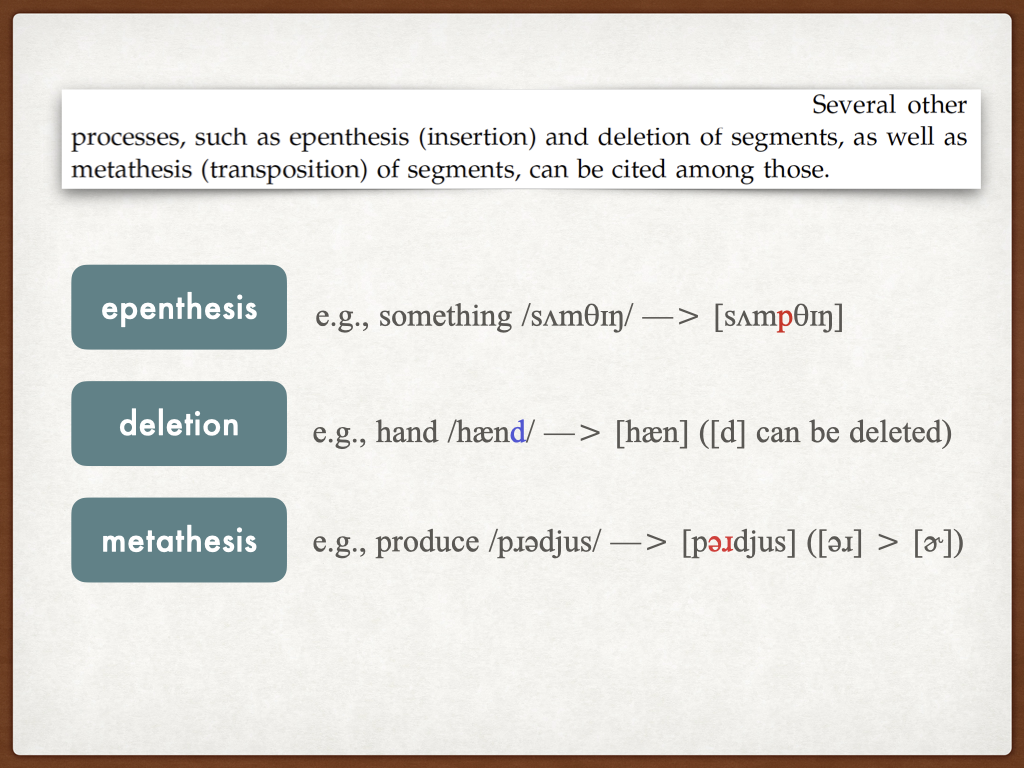 Several other
processes, such as epenthesis (insertion) and deletion of segments, as well as
metathesis (transposition) of segments, can be cited among those.
epenthesis
e.g., something /sʌmθɪŋ/ —> [sʌmpθɪŋ]
deletion
e.g., hand /hænd/ —> [hæn] ([d] can be deleted)
metathesis
e.g., produce /pɹədjus/ —> [pəɹdjus] ([əɹ] > [ɚ])